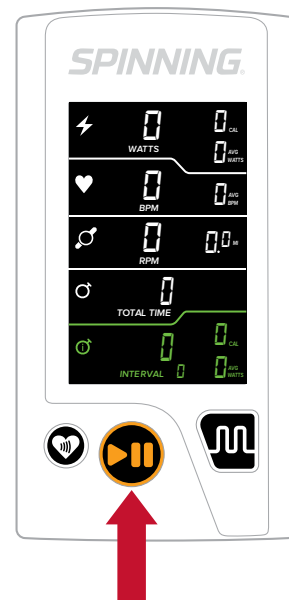 SPINNING®
0 0 CAL
WATTS 0 AVG WATTS
0 0 AVG BPM
BPM
0 0.0 MI
RPM
0
TOTAL TIME
0 0 CAL
INTERVAL 0 0 AVG WATTS